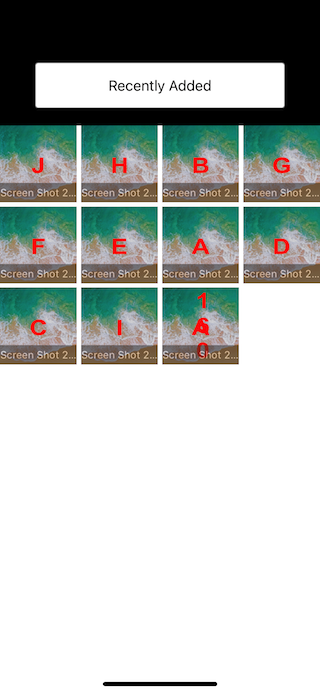 Recently Added
J H B G
Screen Shot 2... Screen Shot 2... Screen Shot 2... Screen Shot 2...
F E A D
Screen Shot 2... Screen Shot 2... Screen Shot 2... Screen Shot 2...
C I A
1
6
0
Screen Shot 2... Screen Shot 2... Screen Shot 2...